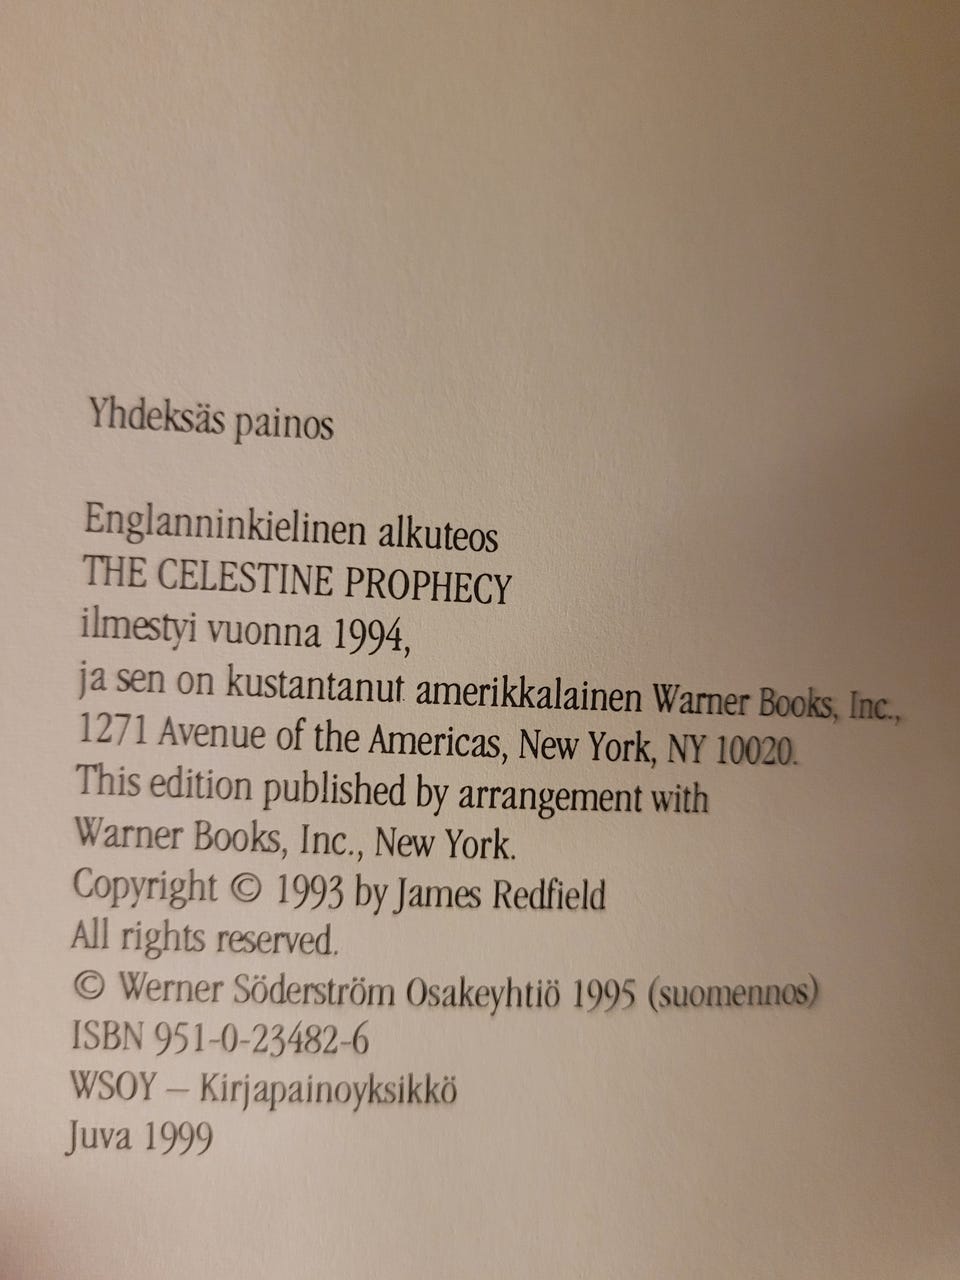 Yhdeksäs painos
Englanninkielinen alkuteos
THE CELESTINE PROPHECY
ilmestyi vuonna 1994,
ja sen on kustantanut amerikkalainen Warner Books, Inc.,
1271 Avenue of the Americas, New York, NY 10020.
This edition published by arrangement with
Warner Books, Inc., New York.
Copyright © 1993 by James Redfield
All rights reserved.
© Werner Söderström Osakeyhtiö 1995 (suomennos)
ISBN 951-0-23482-6
WSOY – Kirjapainoyksikkö
Juva 1999